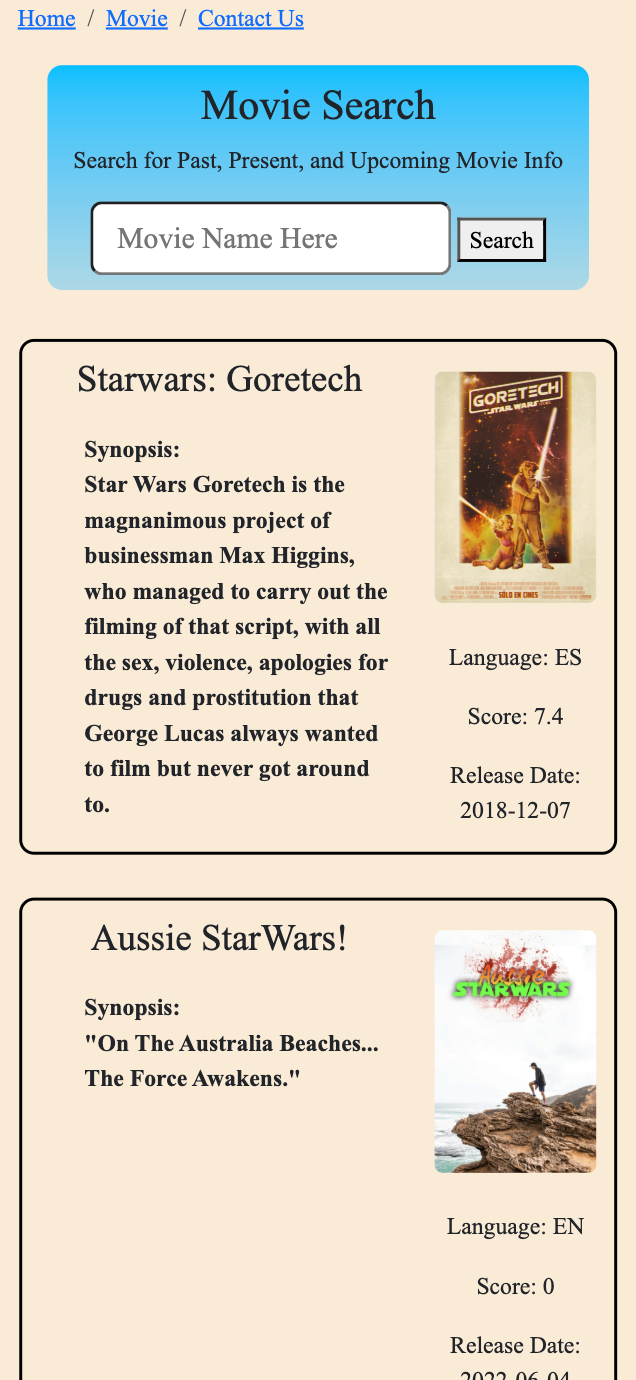 Home / Movie / Contact Us
Movie Search
Search for Past, Present, and Upcoming Movie Info
Movie Name Here
Search
Starwars: Goretech
Synopsis:
Star Wars Goretech is the
magnanimous project of
businessman Max Higgins,
who managed to carry out the
filming of that script, with all
the sex, violence, apologies for
drugs and prostitution that
George Lucas always wanted
to film but never got around
to.
GORETECH
STAR WARS
SÓLO EN CINES
Language: ES
Score: 7.4
Release Date:
2018-12-07
Aussie StarWars!
Synopsis:
"On The Australia Beaches...
The Force Awakens."
Aussie
STARWARS
Language: EN
Score: 0
Release Date:
2022-06-04